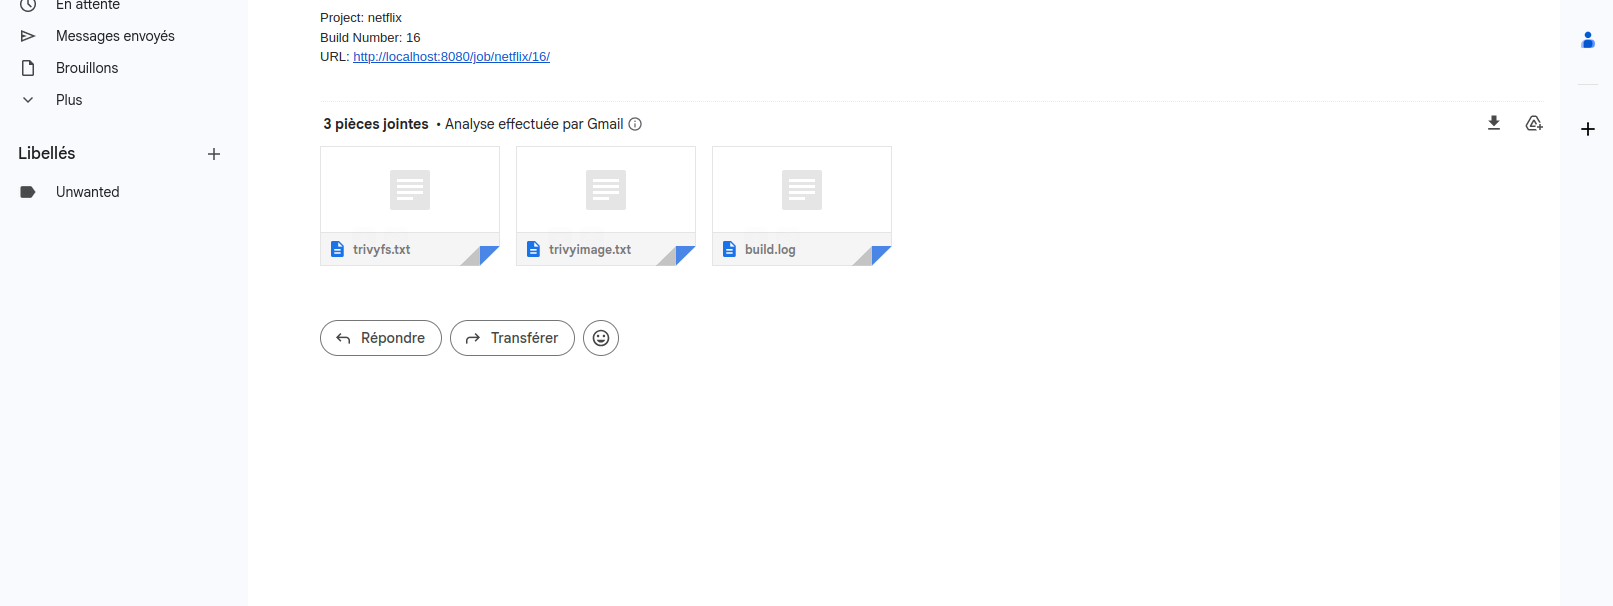 En attente
Messages envoyés
Brouillons
Plus
Libellés
Unwanted
Project: netflix
Build Number: 16
URL: http://localhost:8080/job/netflix/16/
3 pièces jointes • Analyse effectuée par Gmail
trivyfs.txt
trivyimage.txt
build.log
Répondre
Transférer